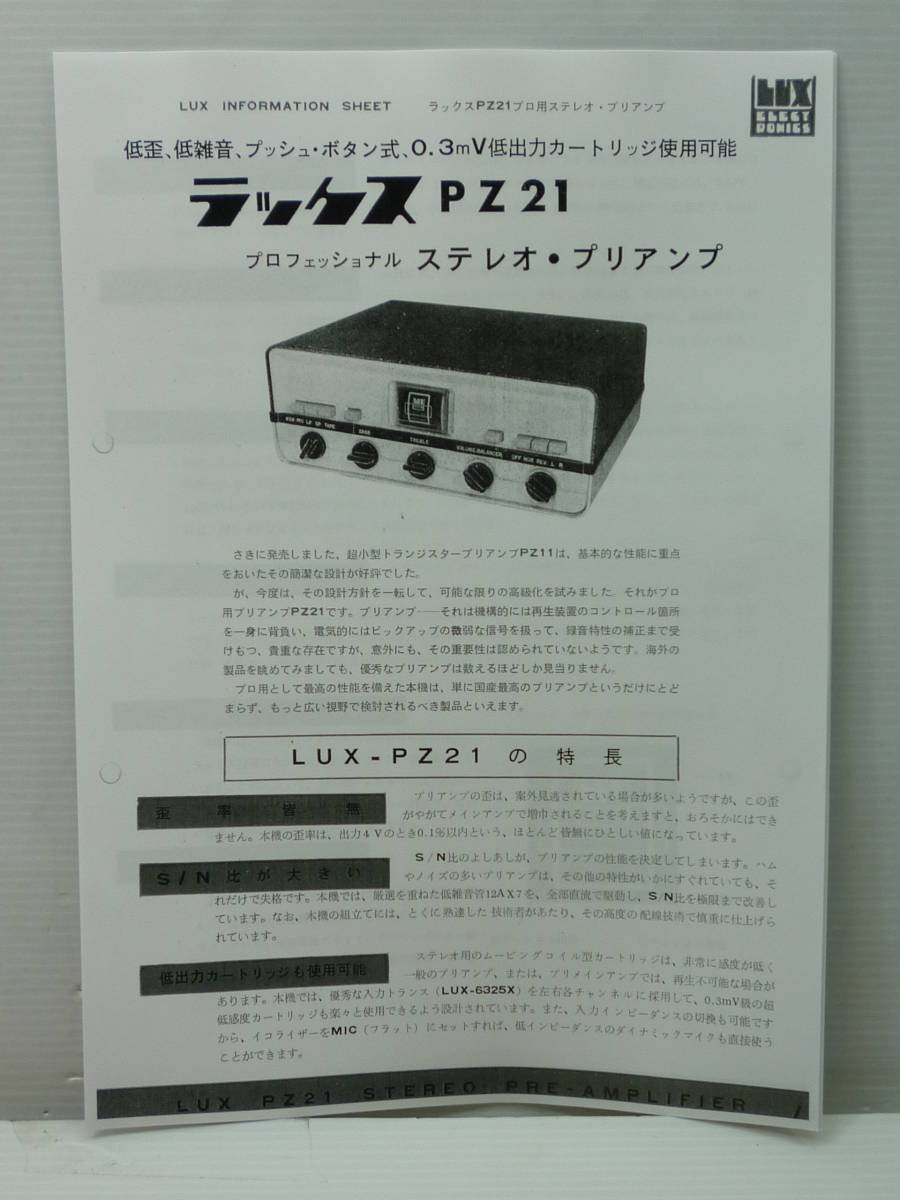 LUX INFORMATION SHEET ラックスPZ21プロ用ステレオ・プリアンプ
LUX
ELECT
RONICS
低歪、低雑音、プッシュ・ボタン式、0.3mV低出力カートリッジ使用可能
ラックス PZ21
プロフェッショナル ステレオ・プリアンプ
MIC LP SP TAPE BASS TREBLE VOLUME.BALANCER OFF NOR REV L R
さきに発売しました、超小型トランジスタープリアンプPZ11は、基本的な性能に重点
をおいたその簡潔な設計が好評でした。
が、今度は、その設計方針を一転して、可能な限りの高級化を試みました。それがプロ
用プリアンプPZ21です。プリアンプ──それは機構的には再生装置のコントロール箇所
を一身に背負い、電気的にはピックアップの微弱な信号を扱って、録音特性の補正まで受
けもつ、貴重な存在ですが、意外にも、その重要性は認められていないようです。海外の
製品を眺めてみましても、優秀なプリアンプは数えるほどしか見当りません。
プロ用として最高の性能を備えた本機は、単に国産最高のプリアンプというだけにとど
まらず、もっと広い視野で検討されるべき製品といえます。
LUX-PZ21の特長
歪率皆無
プリアンプの歪は、案外見逃されている場合が多いようですが、この歪
がやがてメインアンプで増巾されることを考えますと、おろそかにはでき
ません。本機の歪率は、出力4Vのとき0.1%以内という、ほとんど皆無にひとしい値になっています。
S/N比が大きい
S/N比のよしあしが、プリアンプの性能を決定してしまいます。ハム
やノイズの多いプリアンプは、その他の特性がいかにすぐれていても、そ
れだけで失格です。本機では、厳選を重ねた低雑音管12AX7を、全部直流で駆動し、S/N比を極限まで改善し
ています。なお、本機の組立てには、とくに熟達した技術者があたり、その高度の配線技術で慎重に仕上げら
れています。
低出力カートリッジも使用可能
ステレオ用のムービングコイル型カートリッジは、非常に感度が低く
一般のプリアンプ、または、プリメインアンプでは、再生不可能な場合が
あります。本機では、優秀な入力トランス(LUX-6325X)を左右各チャンネルに採用して、0.3mV級の超
低感度カートリッジも楽々と使用できるよう設計されています。また、入力インピーダンスの切換も可能です
から、イコライザーをMIC(フラット)にセットすれば、低インピーダンスのダイナミックマイクも直接使う
ことができます。
LUX PZ21 STEREO PRE-AMPLIFIER